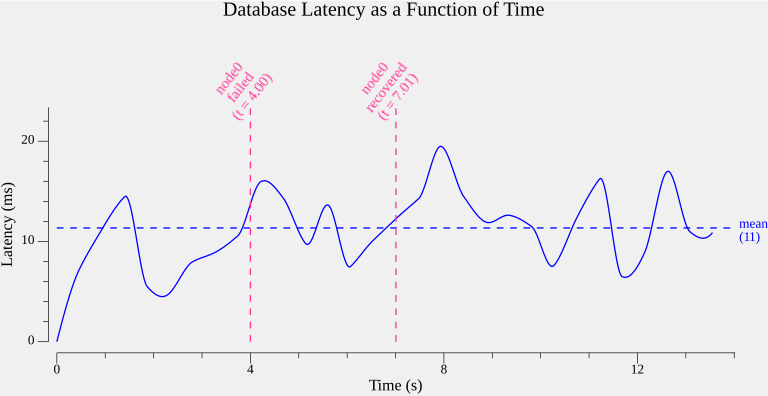 Database Latency as a Function of Time
node0
failed
(t = 4.00)
node0
recovered
(t = 7.01)
20
10
0
Latency (ms)
mean
(11)
0
4
8
12
Time (s)